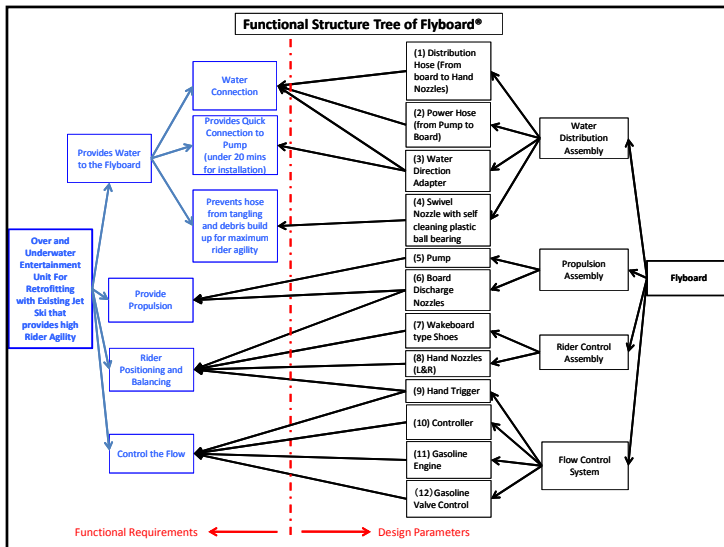 Functional Structure Tree of Flyboard®
Over and
Underwater
Entertainment
Unit For
Retrofitting
with Existing Jet
Ski that
provides high
Rider Agility
Provides Water
to the Flyboard
Provide
Propulsion
Rider
Positioning and
Balancing
Control the Flow
Water
Connection
Provides Quick
Connection to
Pump
(under 20 mins
for installation)
Prevents hose
from tangling
and debris build
up for maximum
rider agility
(1) Distribution
Hose (From
board to Hand
Nozzles)
(2) Power Hose
(from Pump to
Board)
(3) Water
Direction
Adapter
(4) Swivel
Nozzle with self
cleaning plastic
ball bearing
(5) Pump
(6) Board
Discharge
Nozzles
(7) Wakeboard
type Shoes
(8) Hand Nozzles
(L&R)
(9) Hand Trigger
(10) Controller
(11) Gasoline
Engine
(12) Gasoline
Valve Control
Water
Distribution
Assembly
Propulsion
Assembly
Rider Control
Assembly
Flow Control
System
Flyboard
Functional Requirements
Design Parameters